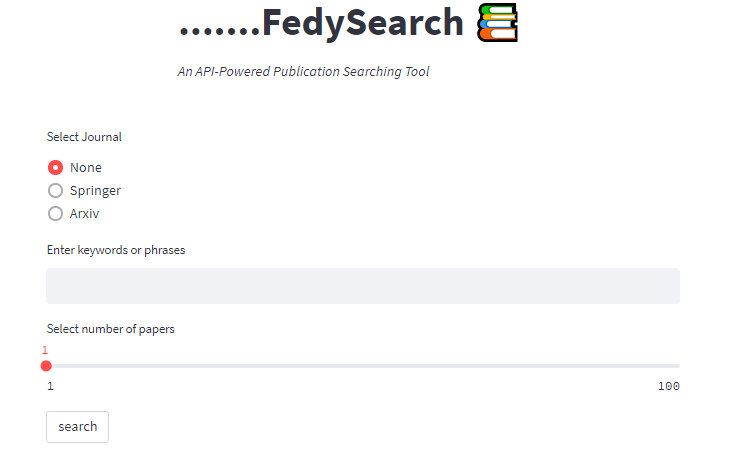 .......FedySearch 📚
An API-Powered Publication Searching Tool
Select Journal
None
Springer
Arxiv
Enter keywords or phrases
Select number of papers
1
1 100
search